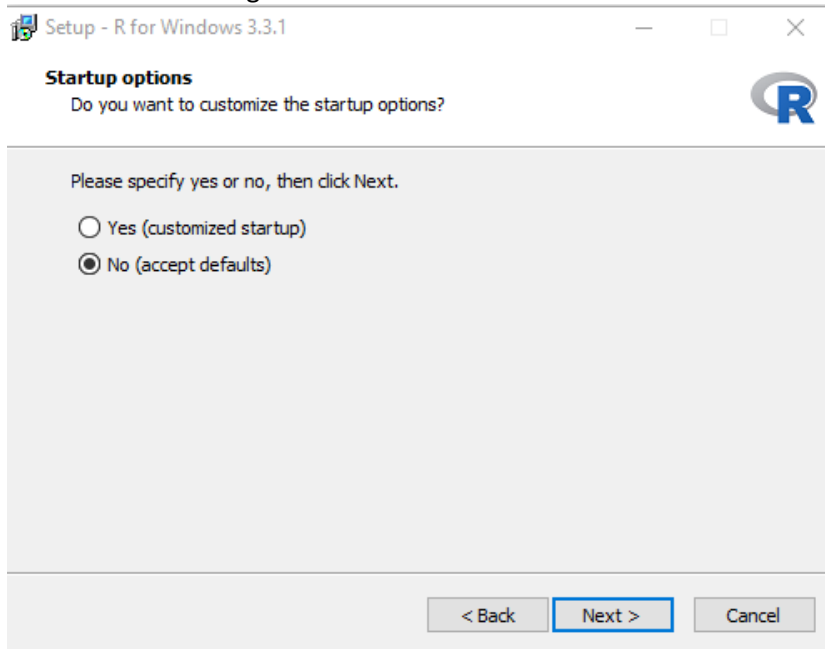 Setup - R for Windows 3.3.1
Startup options
Do you want to customize the startup options?
R
Please specify yes or no, then click Next.
Yes (customized startup)
No (accept defaults)
< Back
Next >
Cancel